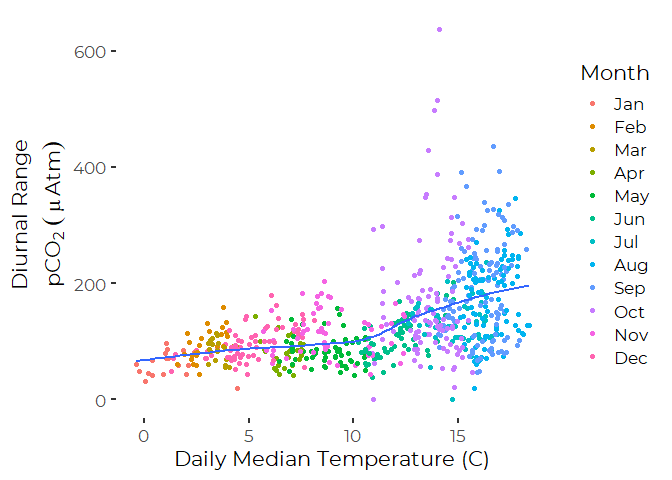 600
400
200
0
Diurnal Range
pCO₂ ( μ Atm)
0
5
10
15
Daily Median Temperature (C)
Month
Jan
Feb
Mar
Apr
May
Jun
Jul
Aug
Sep
Oct
Nov
Dec